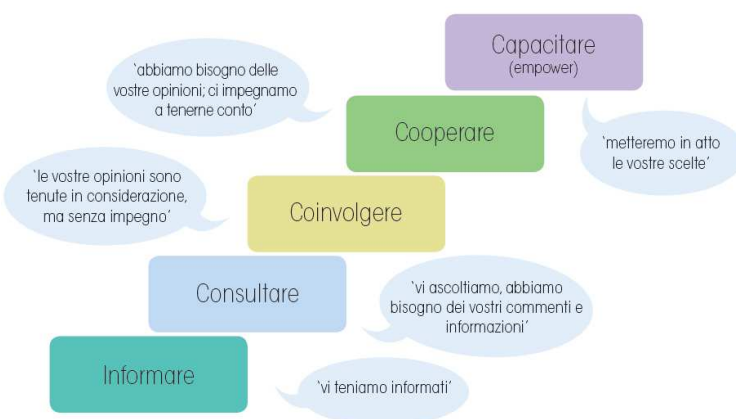 Capacitare
(empower)
‘abbiamo bisogno delle
vostre opinioni; ci impegnamo
a tenerne conto’
Cooperare
‘metteremo in atto
le vostre scelte’
‘le vostre opinioni sono
tenute in considerazione,
ma senza impegno’
Coinvolgere
Consultare
‘vi ascoltiamo, abbiamo
bisogno dei vostri commenti e
informazioni’
Informare
‘vi teniamo informati’